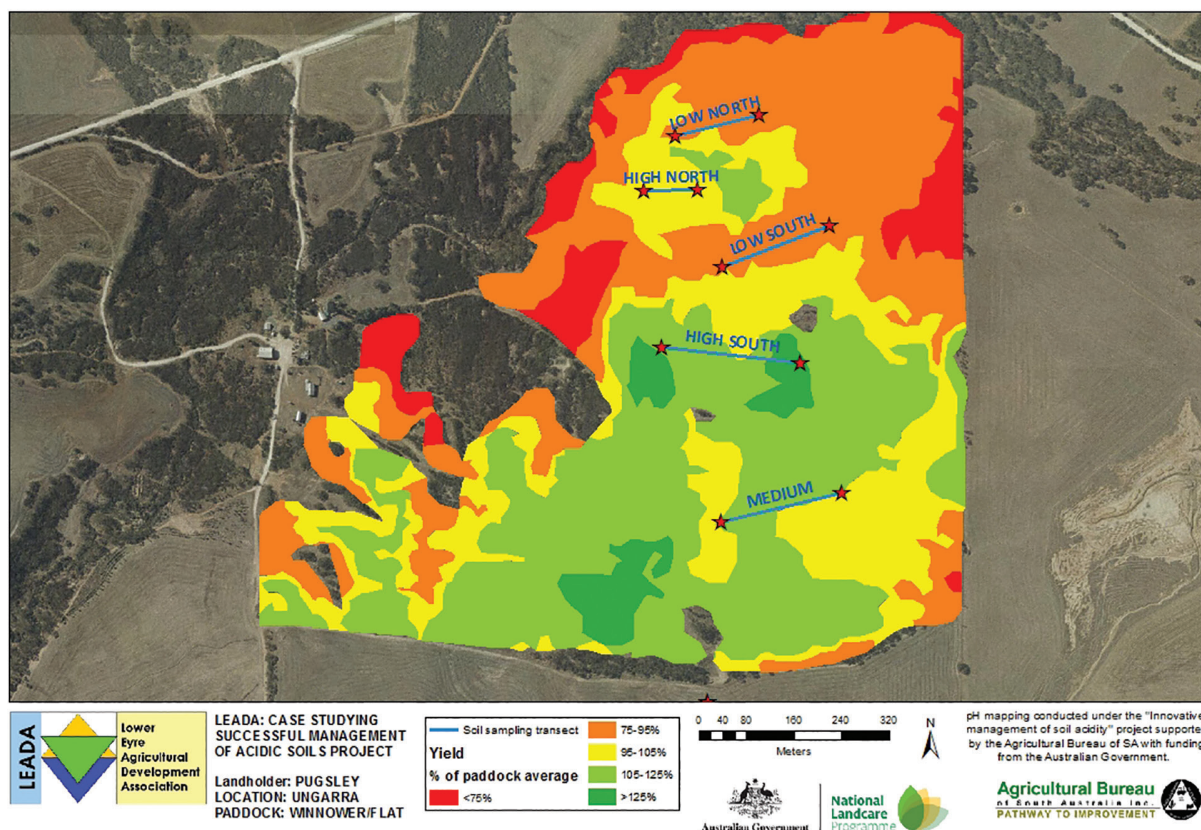 LOW NORTH
HIGH NORTH
LOW SOUTH
HIGH SOUTH
MEDIUM
LEADA
Lower
Eyre
Agricultural
Development
Association
LEADA: CASE STUDYING
SUCCESSFUL MANAGEMENT
OF ACIDIC SOILS PROJECT
Landholder: PUGSLEY
LOCATION: UNGARRA
PADDOCK: WINNOWER/FLAT
Soil sampling transect
Yield
% of paddock average
<75%
75-95%
95-105%
105-125%
>125%
0 40 80 160 240 320
Meters
N
Australian Government
National
Landcare
Programme
pH mapping conducted under the "Innovative
management of soil acidity" project supporte
by the Agricultural Bureau of SA with funding
from the Australian Government.
Agricultural Bureau
of South Australia Inc.
PATHWAY TO IMPROVEMENT